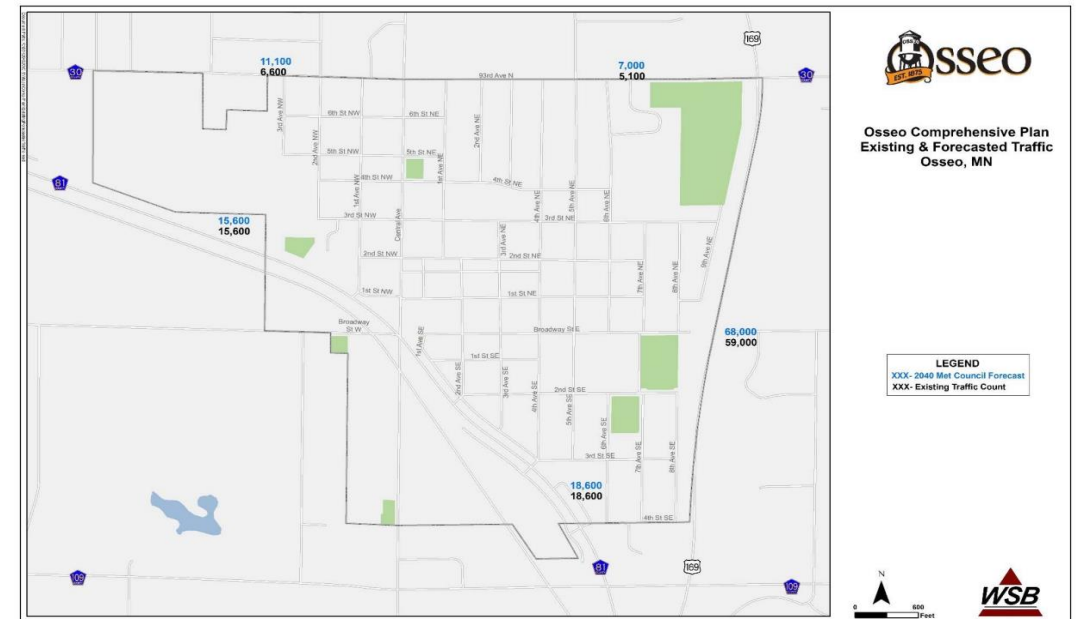 169
OSSEO
EST. 1875
Osseo
Osseo Comprehensive Plan
Existing & Forecasted Traffic
Osseo, MN
30
11,100
6,600
93rd Ave N
7,000
5,100
30
3rd Ave NW
2nd Ave NW
6th St NW
6th St NE
2nd Ave NE
5th St NW
5th St NE
1st Ave NE
4th St NW
4th St NE
81
1st Ave NW
Central Ave
4th Ave NE
5th Ave NE
6th Ave NE
15,600
15,600
3rd St NW
3rd St NE
3rd Ave NE
2nd St NW
2nd St NE
9th Ave NE
7th Ave NE
8th Ave NE
1st St NW
1st St NE
Broadway
St W
Broadway St E
68,000
59,000
1st Ave SE
1st St SE
LEGEND
XXX- 2040 Met Council Forecast
XXX- Existing Traffic Count
2nd Ave SE
3rd Ave SE
4th Ave SE
2nd St SE
5th Ave SE
6th Ave SE
7th Ave SE
8th Ave SE
3rd St SE
18,600
18,600
4th St SE
109
81
169
109
N
0 600
Feet
WSB